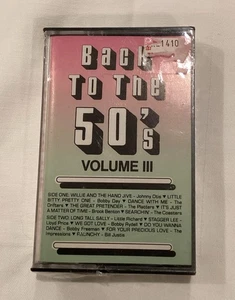 1410
Back
To The
50's
VOLUME III
SIDE ONE: WILLIE AND THE HAND JIVE - Johnny Otis ▼ LITTLE
BITTY PRETTY ONE - Bobby Day ▼ DANCE WITH ME - The
Drifters ▼ THE GREAT PRETENDER - The Platters ▼ IT'S JUST
A MATTER OF TIME - Brook Benton ▼ SEARCHIN' - The Coasters
SIDE TWO: LONG TALL SALLY - Little Richard ▼ STAGGER LEE -
Lloyd Price ▼ WE GOT LOVE - Bobby Rydell ▼ DO YOU WANNA
DANCE - Bobby Freeman ▼ FOR YOUR PRECIOUS LOVE - The
Impressions ▼ RAUNCHY - Bill Justis